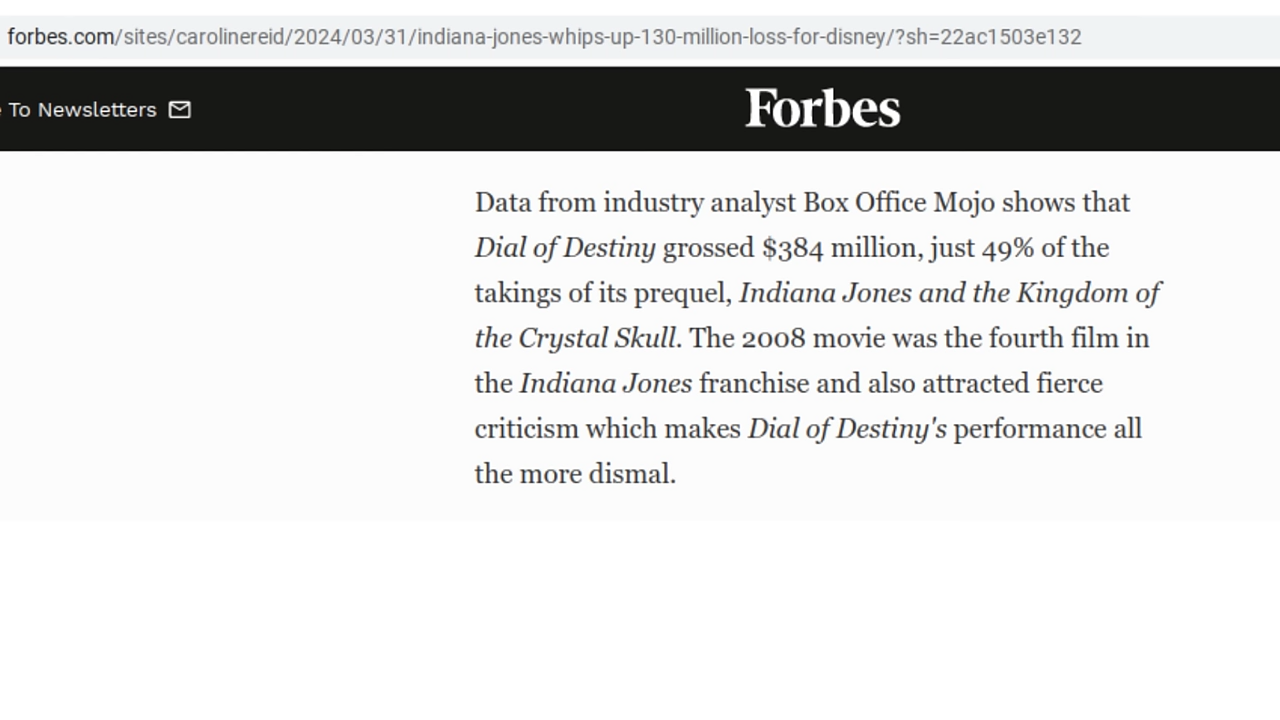 forbes.com/sites/carolinereid/2024/03/31/indiana-jones-whips-up-130-million-loss-for-disney/?sh=22ac1503e132
To Newsletters
Forbes
Data from industry analyst Box Office Mojo shows that
Dial of Destiny grossed $384 million, just 49% of the
takings of its prequel, Indiana Jones and the Kingdom of
the Crystal Skull. The 2008 movie was the fourth film in
the Indiana Jones franchise and also attracted fierce
criticism which makes Dial of Destiny's performance all
the more dismal.